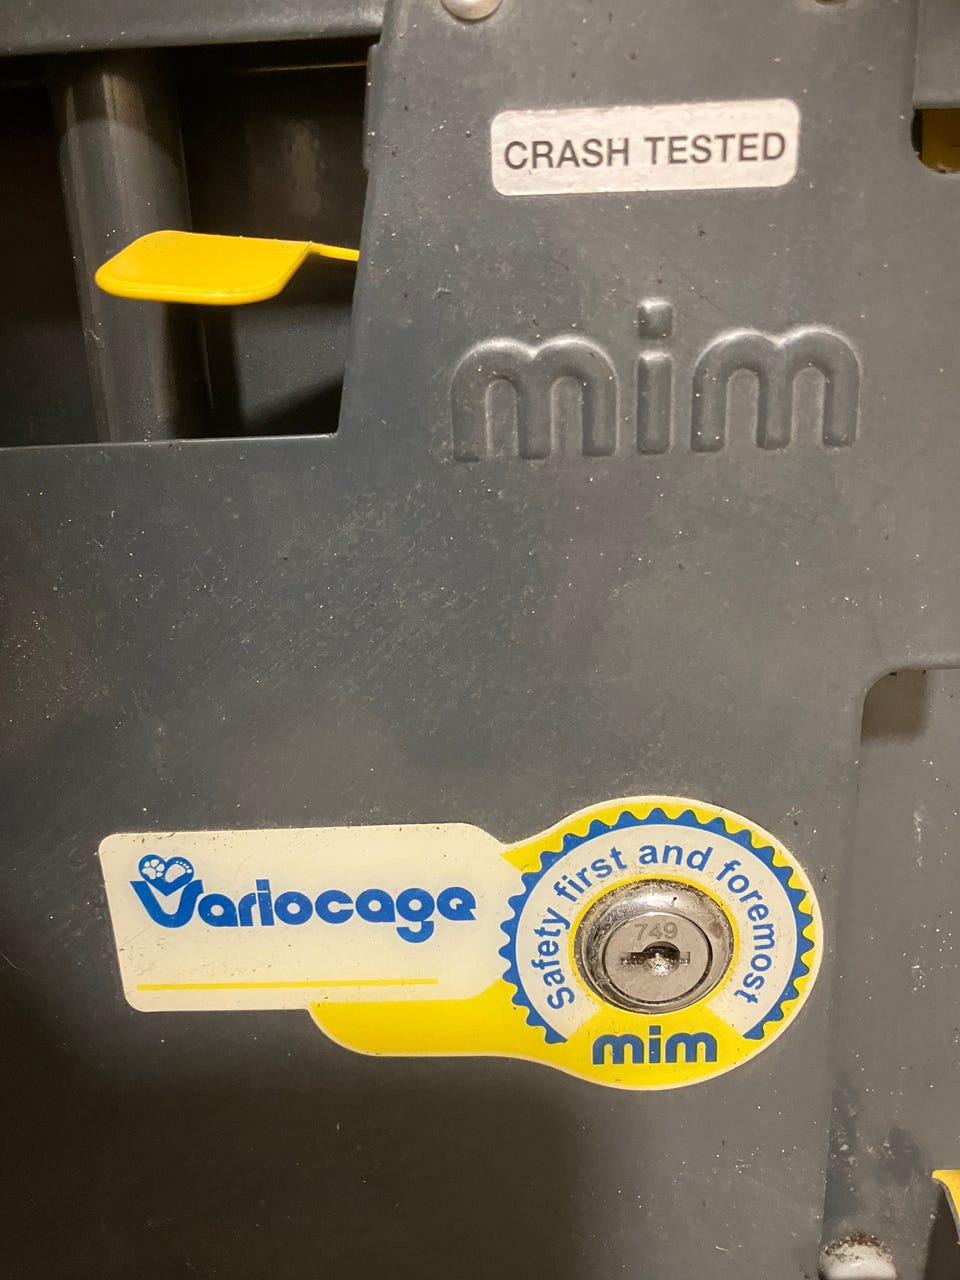 CRASH TESTED
mim
Variocage
Safety first and foremost
749
mim